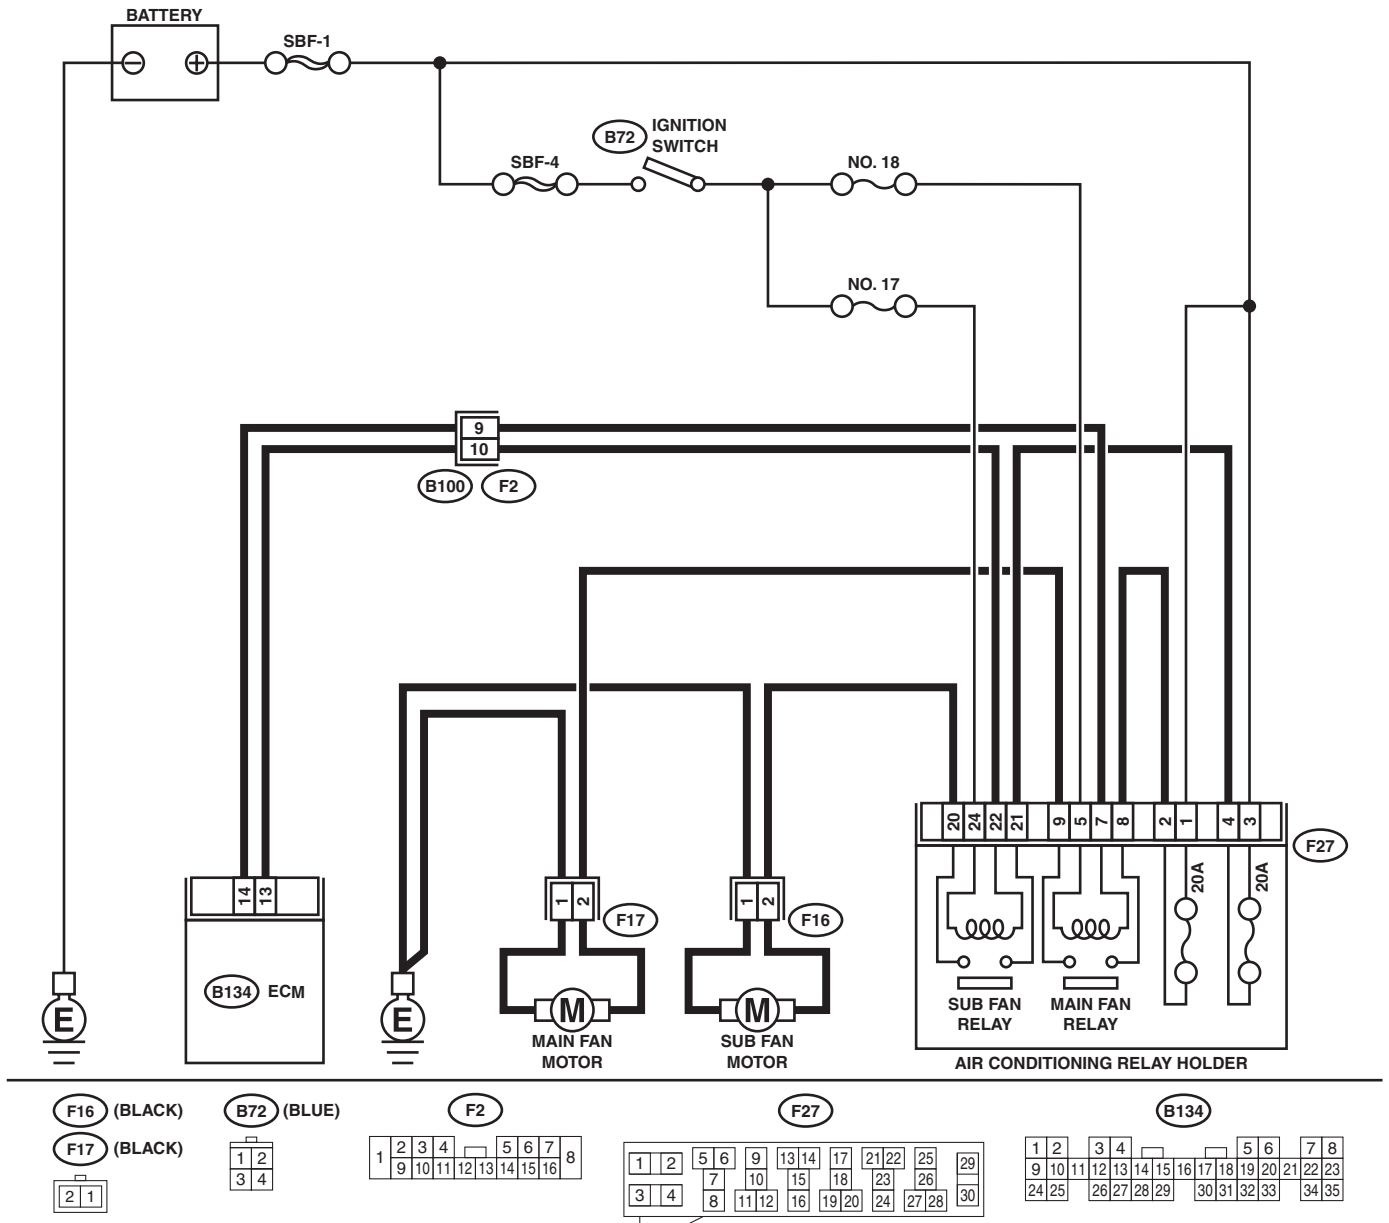 BATTERY
SBF-1
B72
IGNITION
SWITCH
SBF-4
NO. 18
NO. 17
9
10
B100
F2
20 24 22 21 9 5 7 8 2 1 4 3
F27
20A
20A
14 13
1 2
F17
1 2
F16
B134 ECM
E
E
M
M
MAIN FAN
MOTOR
SUB FAN
MOTOR
SUB FAN
RELAY
MAIN FAN
RELAY
AIR CONDITIONING RELAY HOLDER
F16 (BLACK)
F17 (BLACK)
2 1
B72 (BLUE)
1 2
3 4
F2
1 2 3 4 5 6 7 8
9 10 11 12 13 14 15 16
F27
1 2 5 6 9 13 14 17 21 22 25 29
7 10 15 18 23 26
3 4 8 11 12 16 19 20 24 27 28 30
B134
1 2 3 4 5 6 7 8
9 10 11 12 13 14 15 16 17 18 19 20 21 22 23
24 25 26 27 28 29 30 31 32 33 34 35